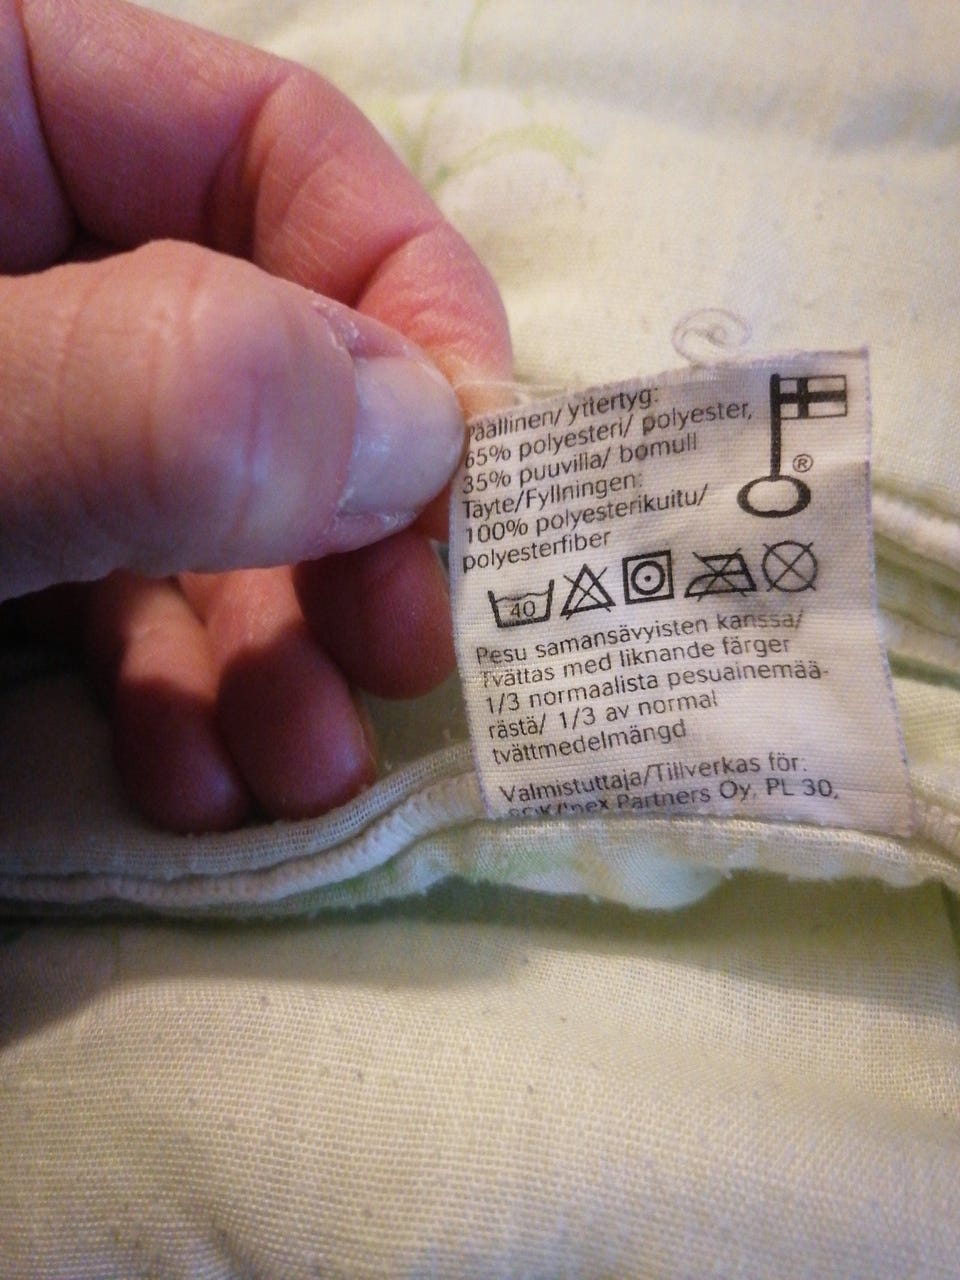 Päällinen/ yttertyg:
65% polyesteri/ polyester,
35% puuvilla/ bomull
Täyte/Fyllningen:
100% polyesterikuitu/
polyesterfiber
®
40
Pesu samansävyisten kanssa/
Tvättas med liknande färger
1/3 normaalista pesuainemää-
rästä/ 1/3 av normal
tvättmedelmängd
Valmistuttaja/Tillverkas för:
Partners Oy, PL 30,